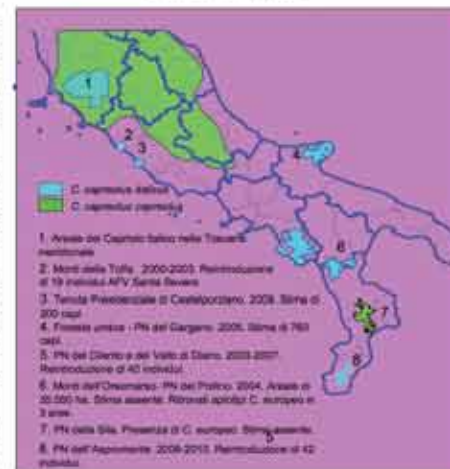 1
2
3
4
6
7
8
C. capreolus italicus
C. capreolus capreolus
1. Areale del Capriolo Italico nella Toscana
meridionale
2. Monti della Tolfa. 2000-2003. Reintroduzione
di 19 individui AFV Santa Severa
3. Tenuta Presidenziale di Castelporziano. 2009. Stima di
200 capi.
4. Foresta umbra - PN del Gargano. 2005. Stima di 760
capi.
5. PN del Cilento e del Vallo di Diano. 2003-2007.
Reintroduzione di 40 individui.
6. Monti dell'Orsomarso. PN del Pollino. 2004. Areale di
ha. Stima assente. Ritrovati aplotipi C. europeo in
3 aree.
7. PN della Sila. Presenza di C. europeo. Stima assente.
5
8. PN dell'Aspromonte. Reintroduzione di 42
individui.